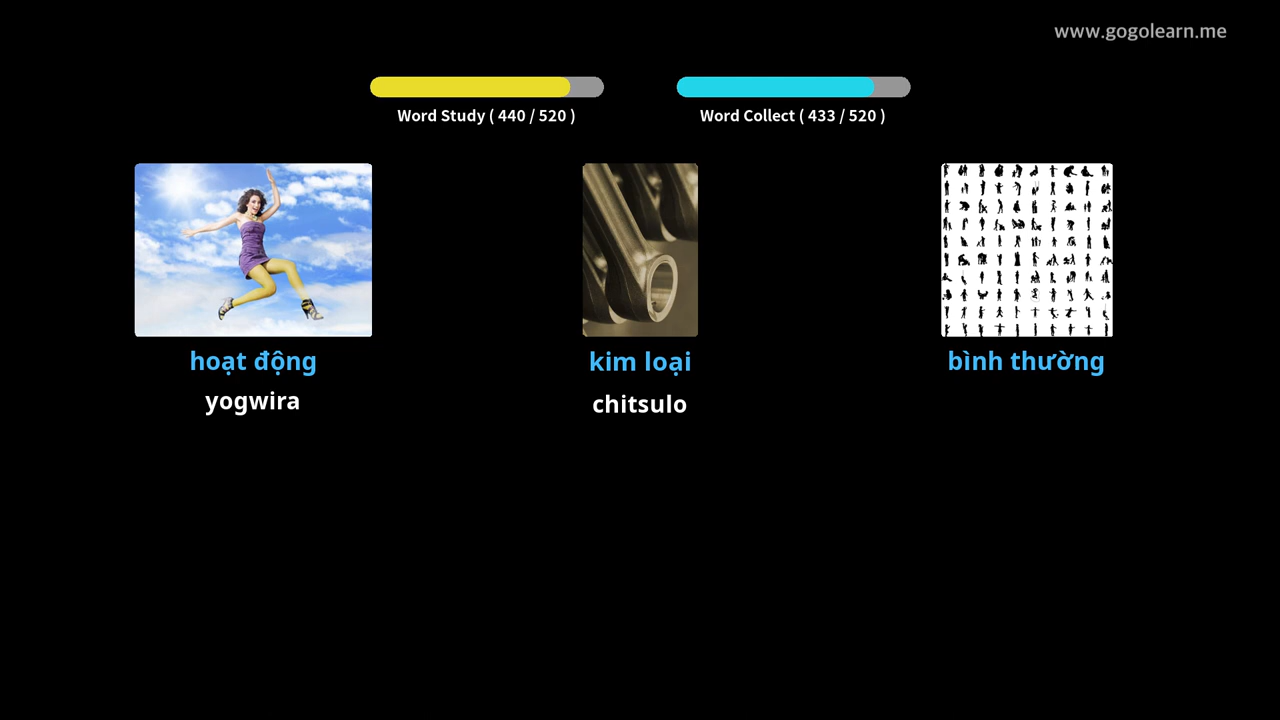 www.gogolearn.me
Word Study ( 440 / 520 )
Word Collect ( 433 / 520 )
hoạt động
yogwira
kim loại
chitsulo
bình thường